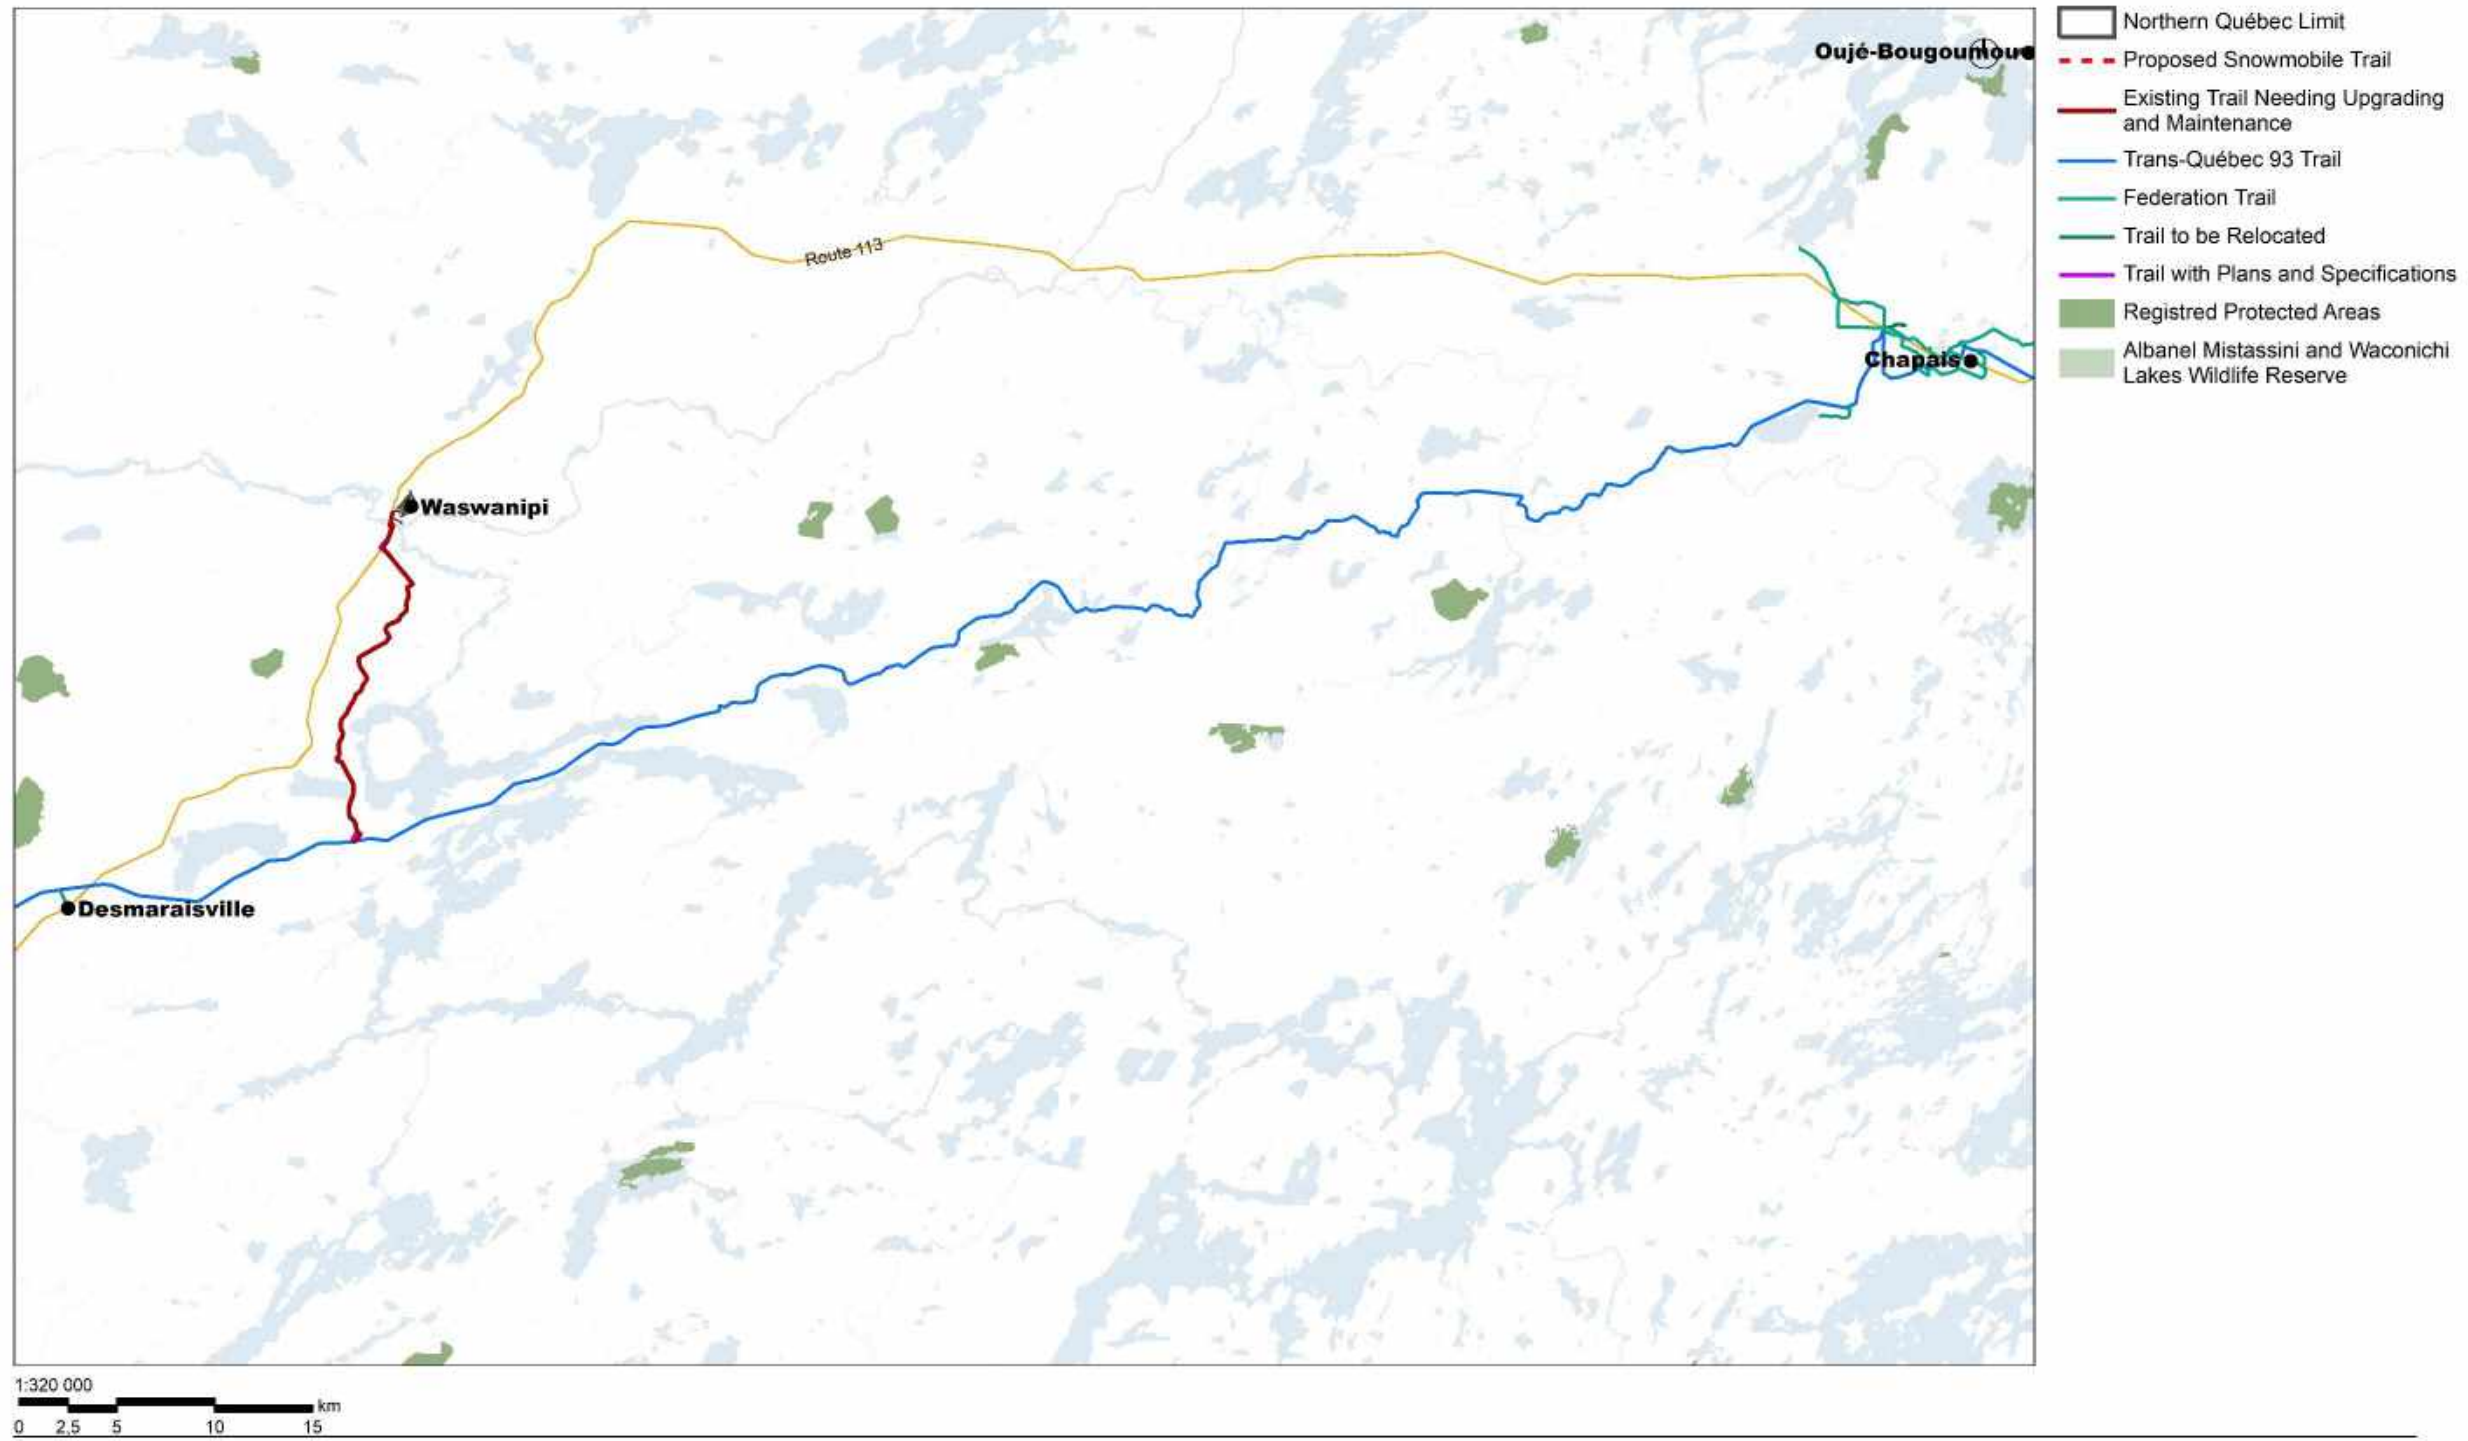 Oujé-Bougoumou
Route 113
Chapais
Waswanipi
Desmaraisville
Northern Québec Limit
Proposed Snowmobile Trail
Existing Trail Needing Upgrading
and Maintenance
Trans-Québec 93 Trail
Federation Trail
Trail to be Relocated
Trail with Plans and Specifications
Registred Protected Areas
Albanel Mistassini and Waconichi
Lakes Wildlife Reserve
1:320 000
km
0 2,5 5 10 15